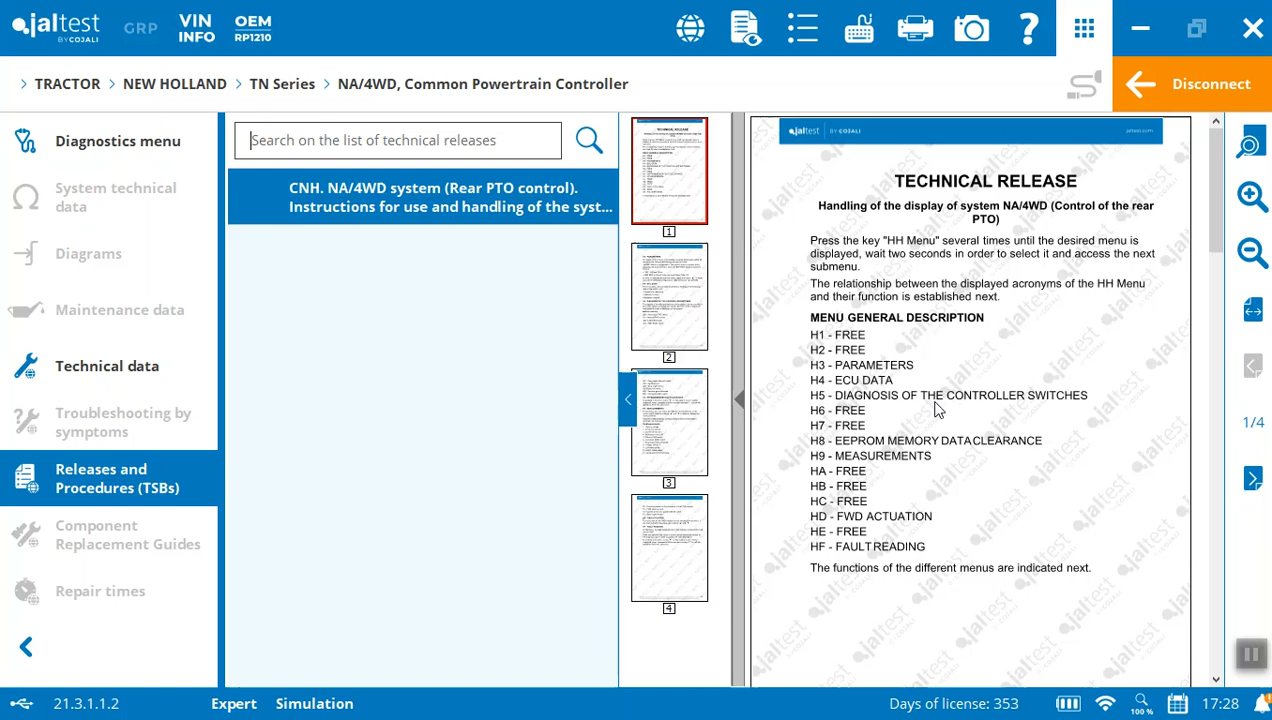 jaltest
BY COJALI
GRP
VIN
INFO
OEM
RP1210
TRACTOR > NEW HOLLAND > TN Series > NA/4WD, Common Powertrain Controller
Disconnect
Diagnostics menu
System technical
data
Diagrams
Maintenance data
Technical data
Troubleshooting by
symptoms
Releases and
Procedures (TSBs)
Component
Replacement Guides
Repair times
Search on the list of technical releases
CNH. NA/4WD system (Rear PTO control).
Instructions for use and handling of the syst...
1
2
3
4
jaltest BY COJALI
jaltest.com
TECHNICAL RELEASE
Handling of the display of system NA/4WD (Control of the rear
PTO)
Press the key "HH Menu" several times until the desired menu is
displayed, wait two seconds in order to select it and access the next
submenu.
The relationship between the displayed acronyms of the HH Menu
and their function is established next.
MENU GENERAL DESCRIPTION
H1 - FREE
H2 - FREE
H3 - PARAMETERS
H4 - ECU DATA
H5 - DIAGNOSIS OF THE CONTROLLER SWITCHES
H6 - FREE
H7 - FREE
H8 - EEPROM MEMORY DATA CLEARANCE
H9 - MEASUREMENTS
HA - FREE
HB - FREE
HC - FREE
HD - FWD ACTUATION
HE - FREE
HF - FAULT READING
The functions of the different menus are indicated next.
1/4
21.3.1.1.2
Expert
Simulation
Days of license: 353
100 %
17:28